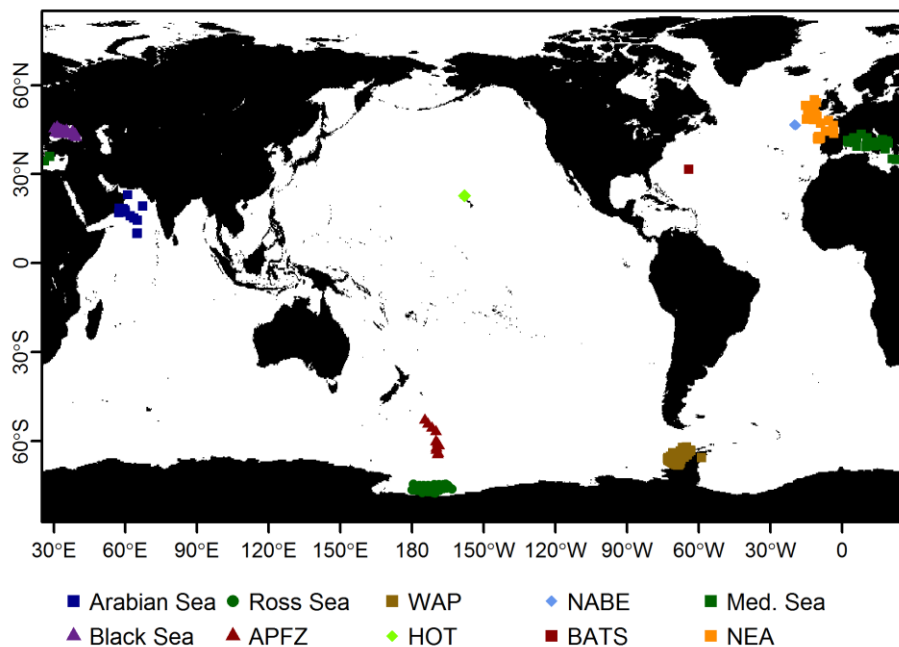 60°N
30°N
0
30°S
60°S
30°E 60°E 90°E 120°E 150°E 180 150°W 120°W 90°W 60°W 30°W 0
Arabian Sea Ross Sea WAP NABE Med. Sea
Black Sea APFZ HOT BATS NEA